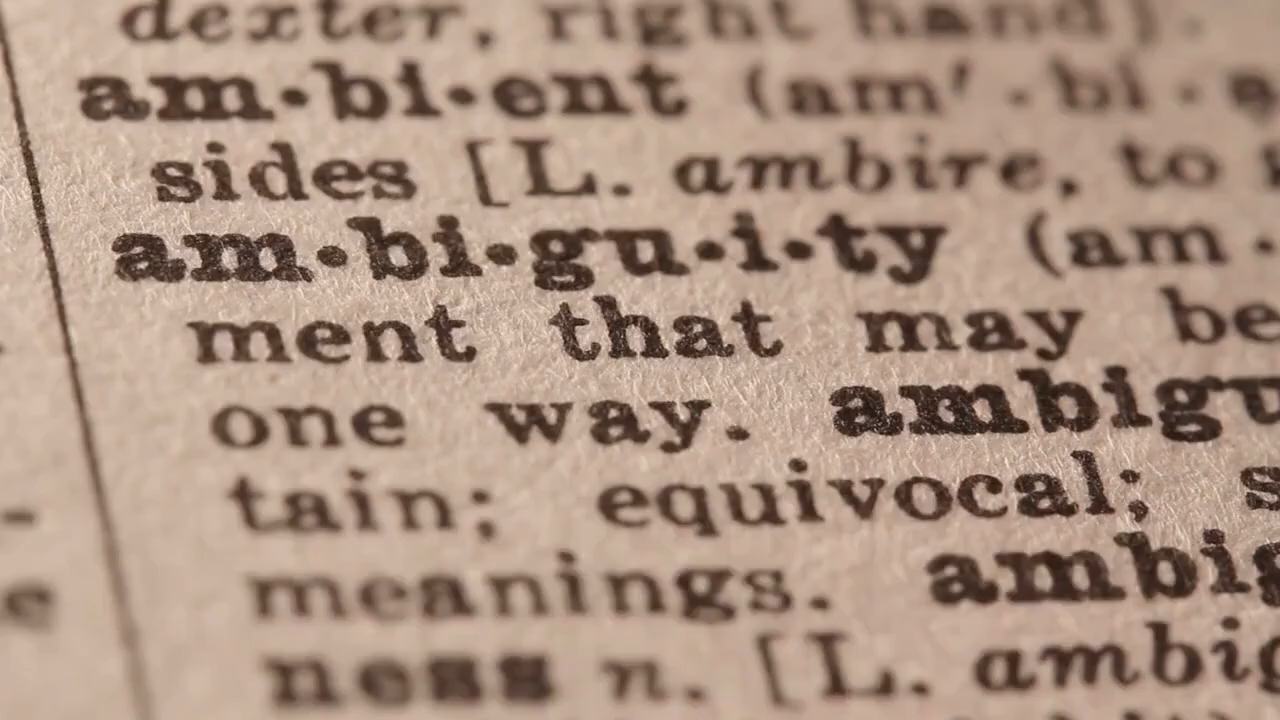 dexter, right hand].
am•bi•ent (am′·bi·e
sides [L. ambire, to
am•bi•gu•i•ty (am·
ment that may be
one way. ambigu
tain; equivocal; s
meanings. ambig
ness n. [L. ambig